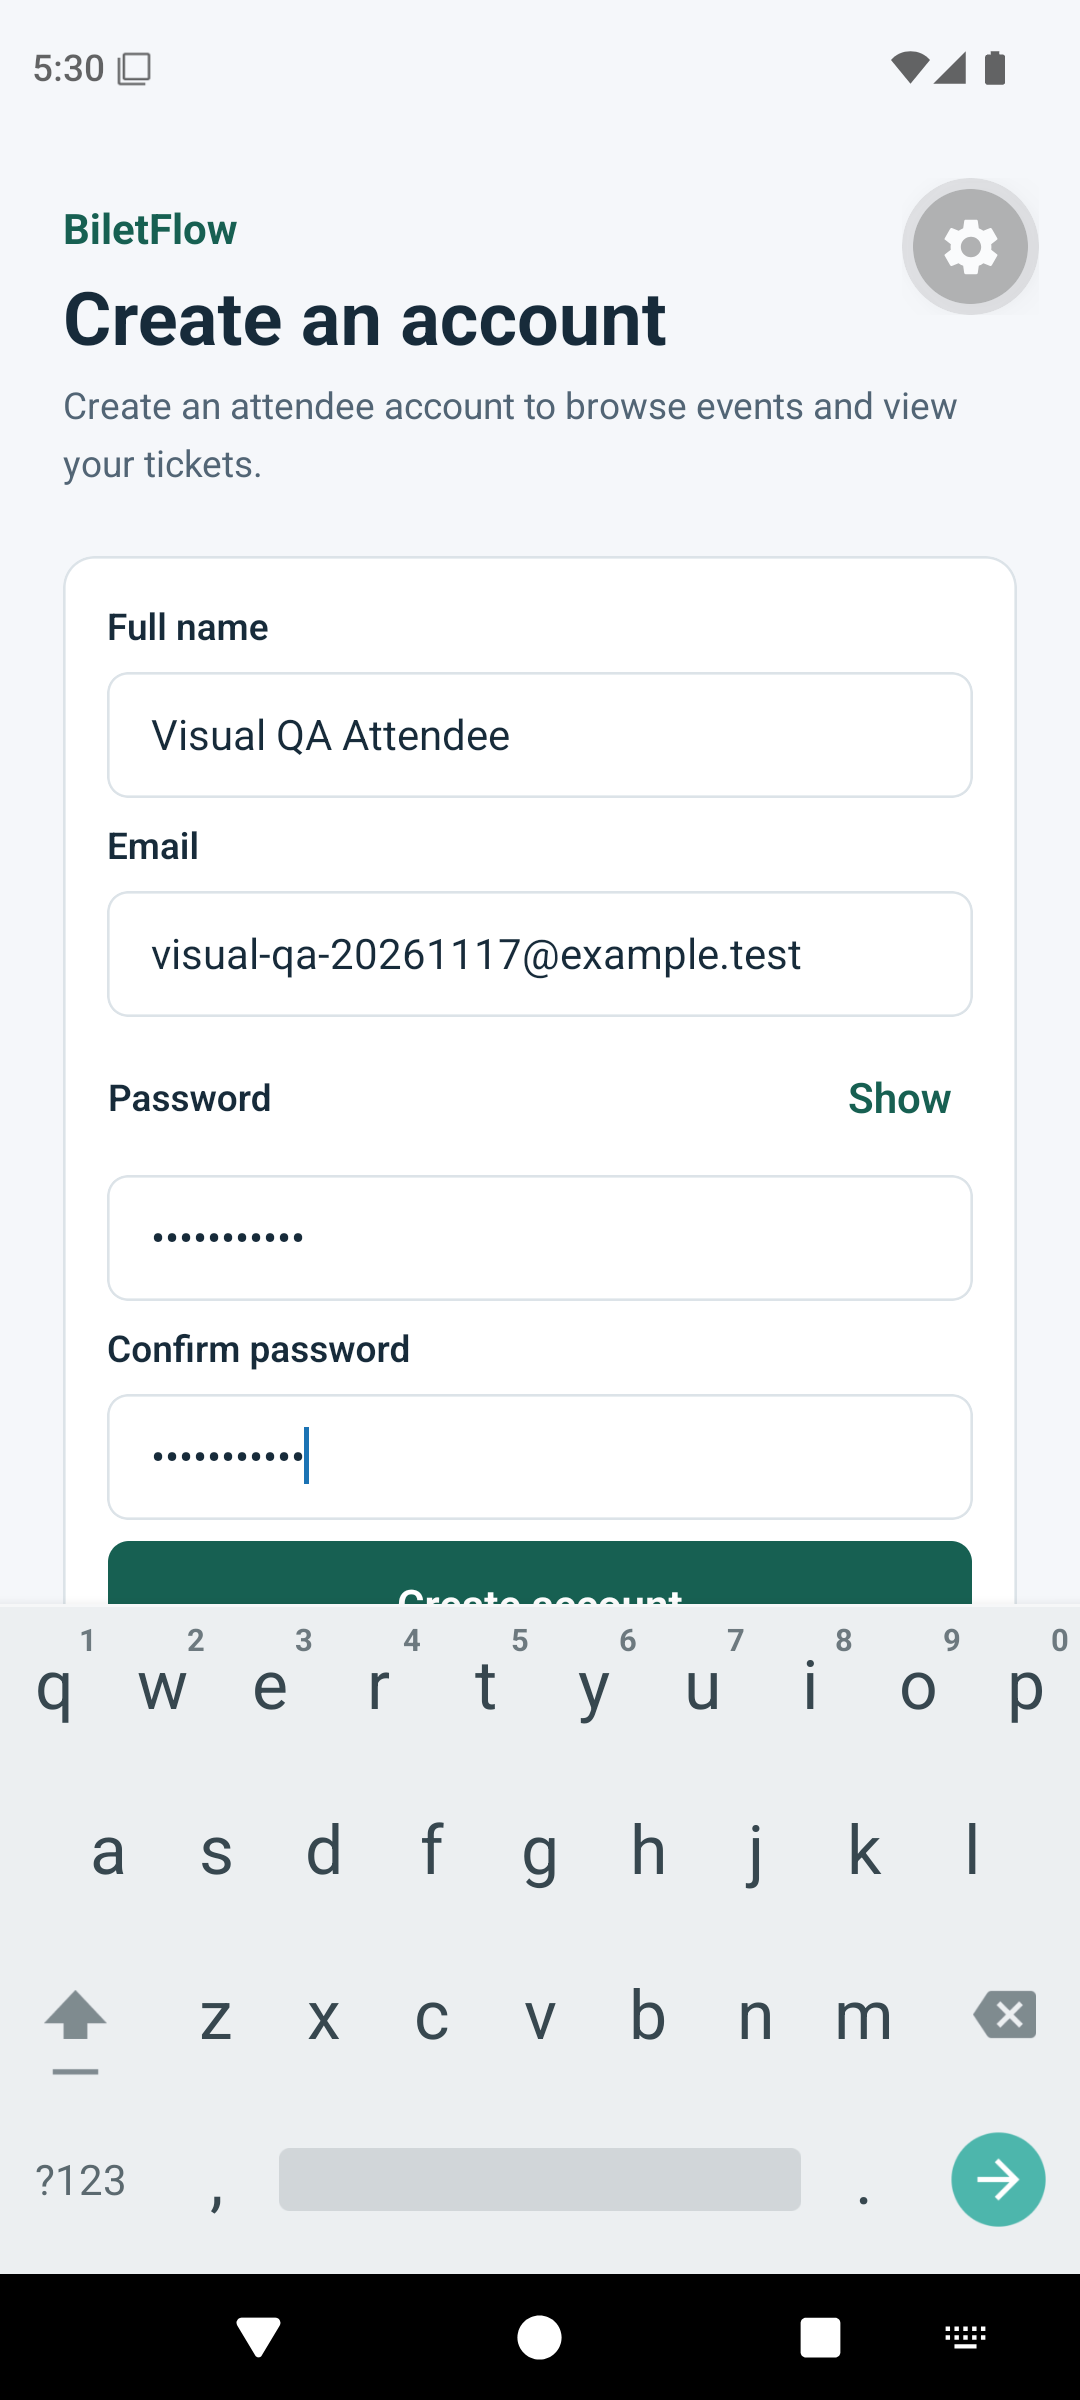 5:30
BiletFlow
Create an account
Create an attendee account to browse events and view
your tickets.
Full name
Visual QA Attendee
Email
visual-qa-20261117@example.test
Password
Show
•••••••••••
Confirm password
•••••••••••
Create account
1 2 3 4 5 6 7 8 9 0
q w e r t y u i o p
a s d f g h j k l
z x c v b n m
?123 , .